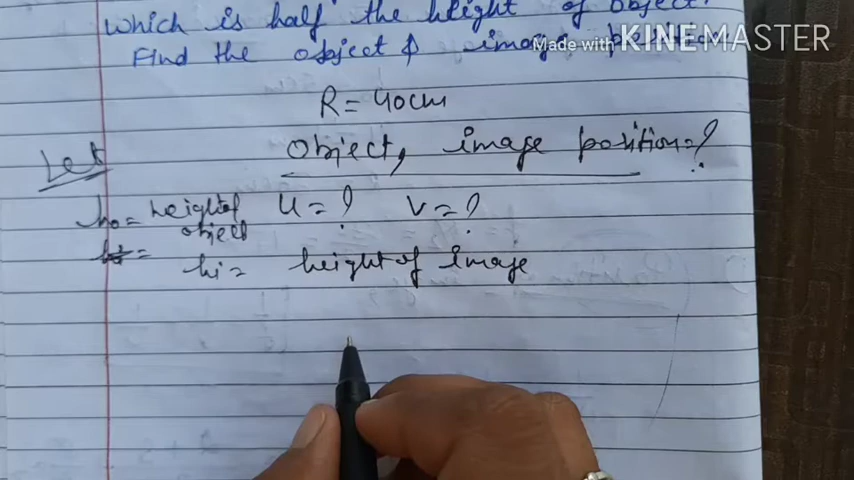 which is half the height of object.
Find the object & image position
Made with KINEMASTER
R = 40cm
Let
object, image position = ?
ho = height of object
u = ? v = ?
hi = height of image